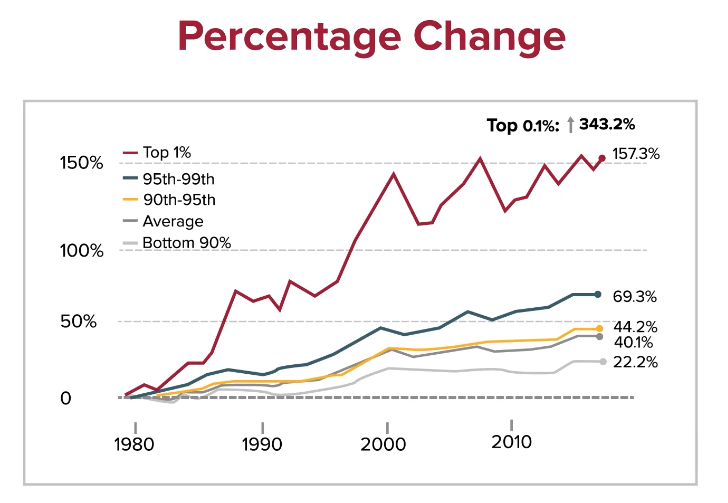 Percentage Change
Top 0.1%: ↑ 343.2%
150%
Top 1%
157.3%
95th-99th
90th-95th
Average
Bottom 90%
100%
69.3%
50%
44.2%
40.1%
22.2%
0
1980
1990
2000
2010